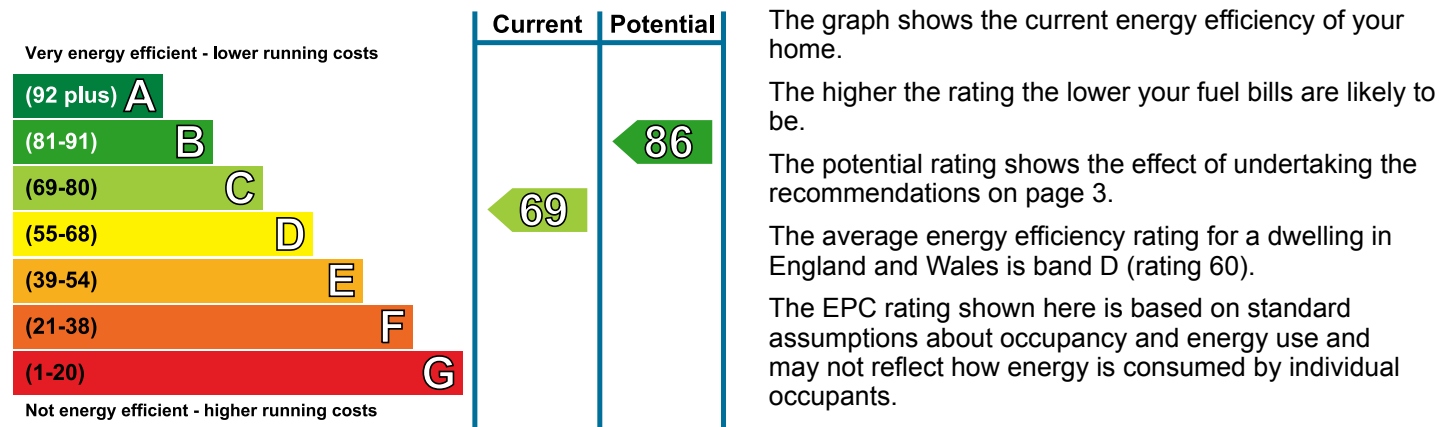 Current Potential
Very energy efficient - lower running costs
(92 plus) A
(81-91) B
86
(69-80) C
69
(55-68) D
(39-54) E
(21-38) F
(1-20) G
Not energy efficient - higher running costs
The graph shows the current energy efficiency of your
home.
The higher the rating the lower your fuel bills are likely to
be.
The potential rating shows the effect of undertaking the
recommendations on page 3.
The average energy efficiency rating for a dwelling in
England and Wales is band D (rating 60).
The EPC rating shown here is based on standard
assumptions about occupancy and energy use and
may not reflect how energy is consumed by individual
occupants.